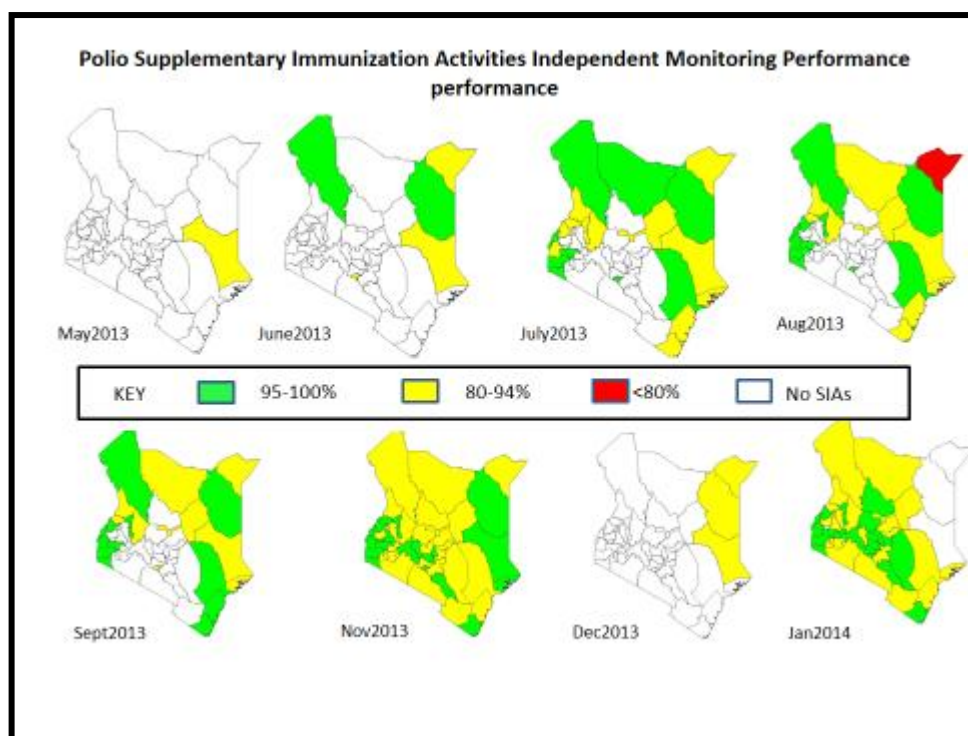 Polio Supplementary Immunization Activities Independent Monitoring Performance
performance
May2013
June2013
July2013
Aug2013
KEY 95-100% 80-94% <80% No SIAs
Sept2013
Nov2013
Dec2013
Jan2014